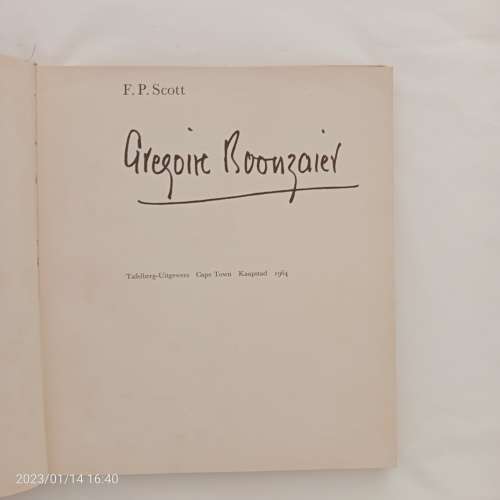 F. P. Scott
Gregoire Boonzaier
Tafelberg-Uitgewers Cape Town Kaapstad 1964
2023/01/14 16:40